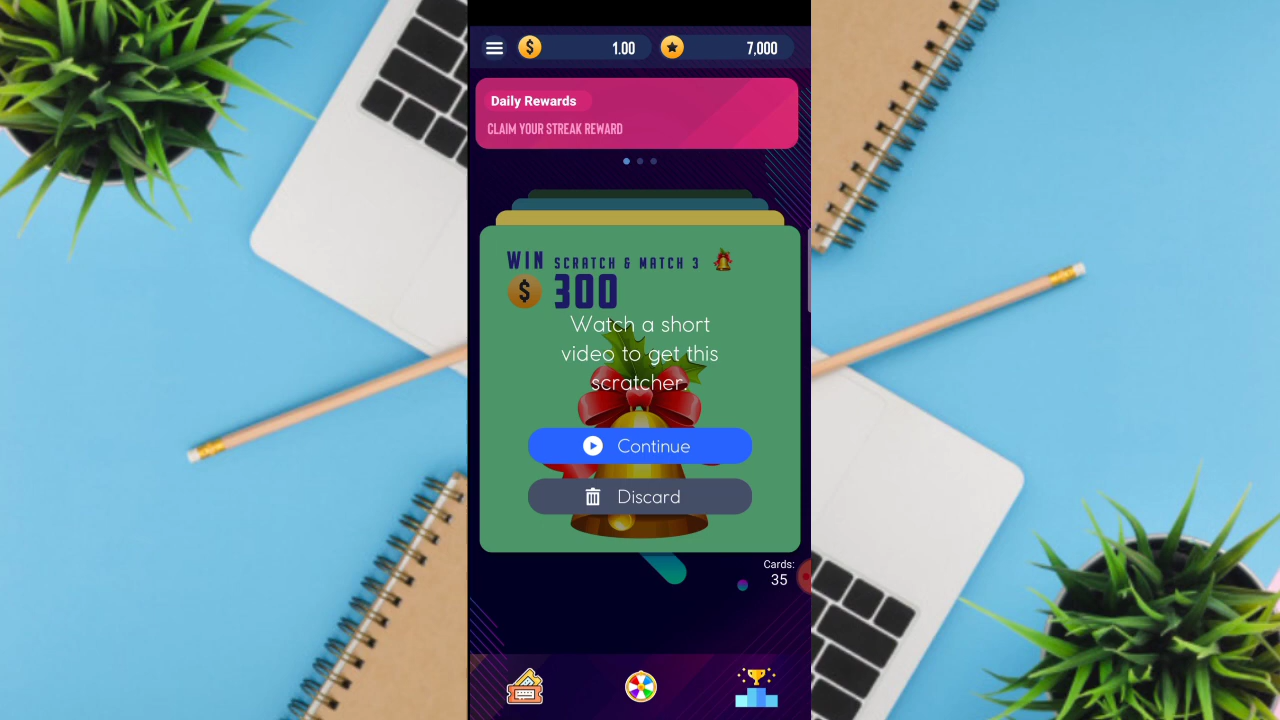 1.00
7,000
Daily Rewards
CLAIM YOUR STREAK REWARD
WIN SCRATCH & MATCH 3
$ 300
Watch a short
video to get this
scratcher.
Continue
Discard
Cards:
35